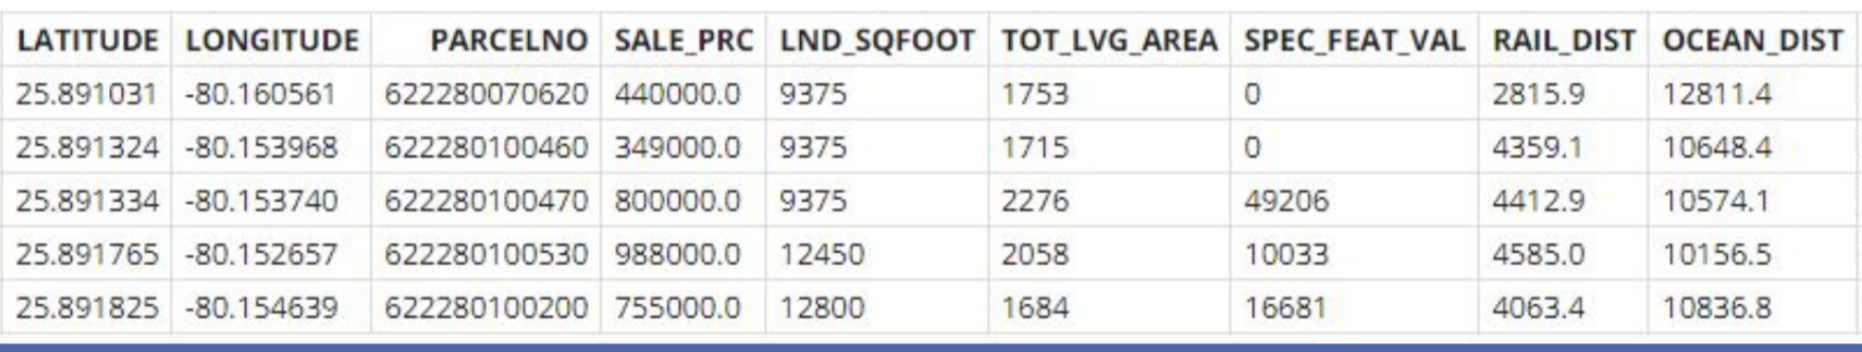 LATITUDE LONGITUDE PARCELNO SALE_PRC LND_SQFOOT TOT_LVG_AREA SPEC_FEAT_VAL RAIL_DIST OCEAN_DIST
25.891031 -80.160561 622280070620 440000.0 9375 1753 0 2815.9 12811.4
25.891324 -80.153968 622280100460 349000.0 9375 1715 0 4359.1 10648.4
25.891334 -80.153740 622280100470 800000.0 9375 2276 49206 4412.9 10574.1
25.891765 -80.152657 622280100530 988000.0 12450 2058 10033 4585.0 10156.5
25.891825 -80.154639 622280100200 755000.0 12800 1684 16681 4063.4 10836.8